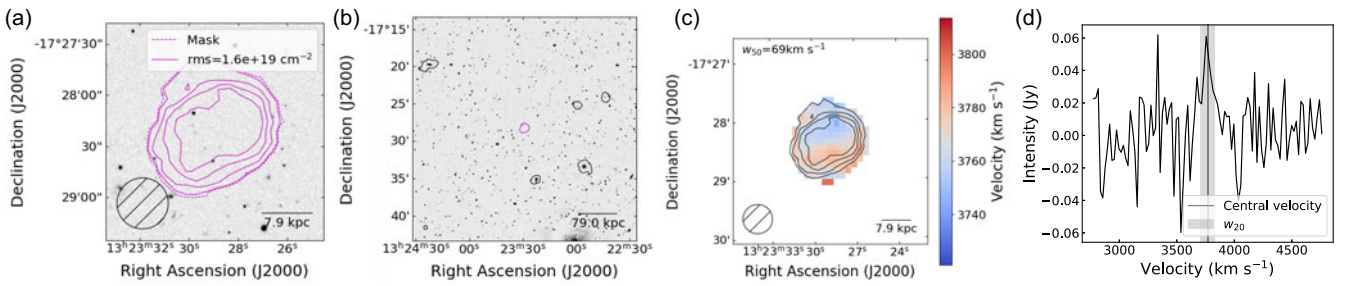 (a)
-17°27'30"
28'00"
29'00"
Declination (J2000)
Mask
rms=1.6e+19 cm⁻²
7.9 kpc
13ʰ23ᵐ31ˢ 30ˢ 28ˢ 26ˢ
Right Ascension (J2000)
(b)
-17°15'
20'
25'
30'
35'
40'
Declination (J2000)
79.0 kpc
13ʰ24ᵐ30ˢ 00ˢ 23ᵐ30ˢ 00ˢ 22ᵐ30ˢ
Right Ascension (J2000)
(c)
w₅₀=69km s⁻¹
-17°27'
28'
29'
30'
Declination (J2000)
7.9 kpc
13ʰ23ᵐ33ˢ 30ˢ 27ˢ 24ˢ
Right Ascension (J2000)
3800
3780
3760
3740
Velocity (km s⁻¹)
(d)
0.06
0.04
0.02
0.00
-0.02
-0.04
-0.06
Intensity (Jy)
Central velocity
w₂₀
3000 3500 4000 4500
Velocity (km s⁻¹)